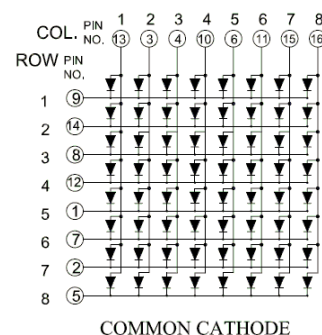 1 2 3 4 5 6 7 8
COL. PIN NO. 13 3 4 10 6 11 15 16
ROW PIN NO.
1 9
2 14
3 8
4 12
5 1
6 7
7 2
8 5
COMMON CATHODE